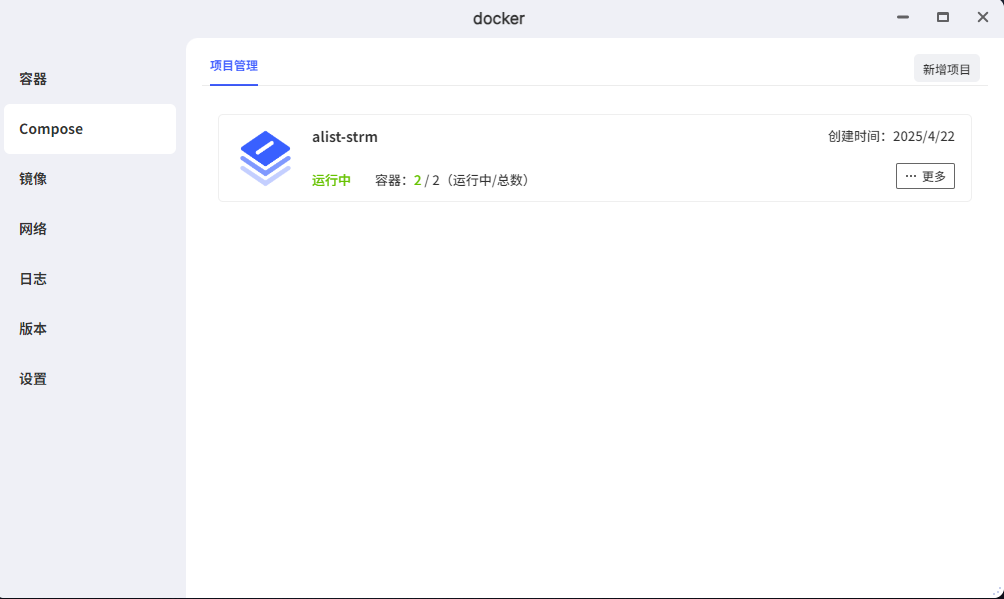 docker
容器
Compose
镜像
网络
日志
版本
设置
项目管理
新增项目
alist-strm
创建时间：2025/4/22
运行中 容器：2 / 2（运行中/总数）
··· 更多